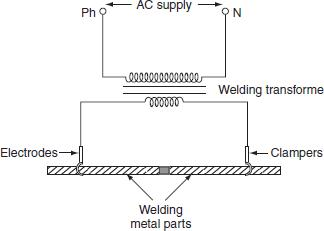 AC supply
Ph
N
Welding transforme
Electrodes
Clampers
Welding
metal parts